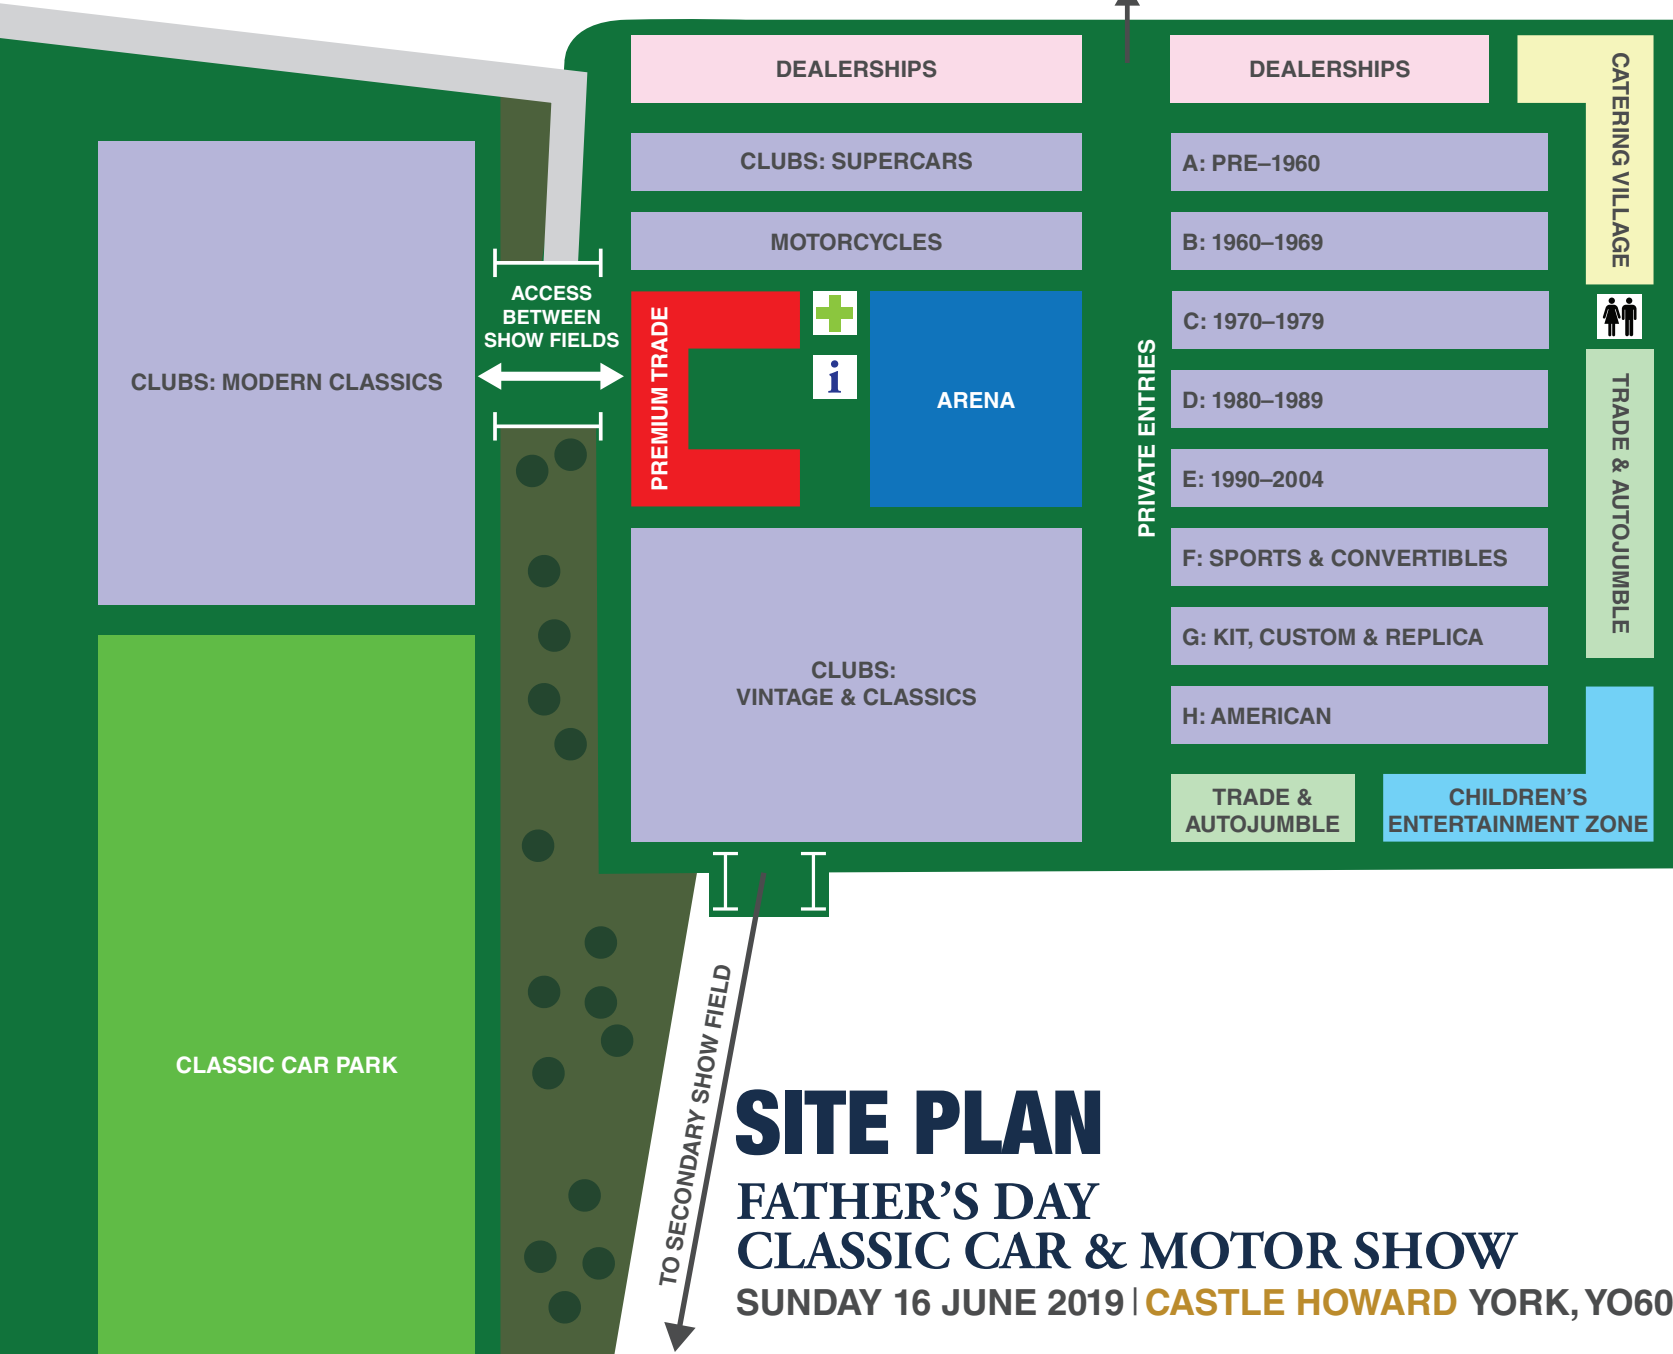 DEALERSHIPS
DEALERSHIPS
CATERING VILLAGE
CLUBS: SUPERCARS
A: PRE–1960
MOTORCYCLES
B: 1960–1969
ACCESS
BETWEEN
SHOW FIELDS
PREMIUM TRADE
i
ARENA
PRIVATE ENTRIES
C: 1970–1979
CLUBS: MODERN CLASSICS
D: 1980–1989
TRADE & AUTOJUMBLE
E: 1990–2004
F: SPORTS & CONVERTIBLES
G: KIT, CUSTOM & REPLICA
CLUBS:
VINTAGE & CLASSICS
H: AMERICAN
TRADE &
AUTOJUMBLE
CHILDREN’S
ENTERTAINMENT ZONE
CLASSIC CAR PARK
TO SECONDARY SHOW FIELD
SITE PLAN
FATHER’S DAY
CLASSIC CAR & MOTOR SHOW
SUNDAY 16 JUNE 2019 | CASTLE HOWARD YORK, YO60